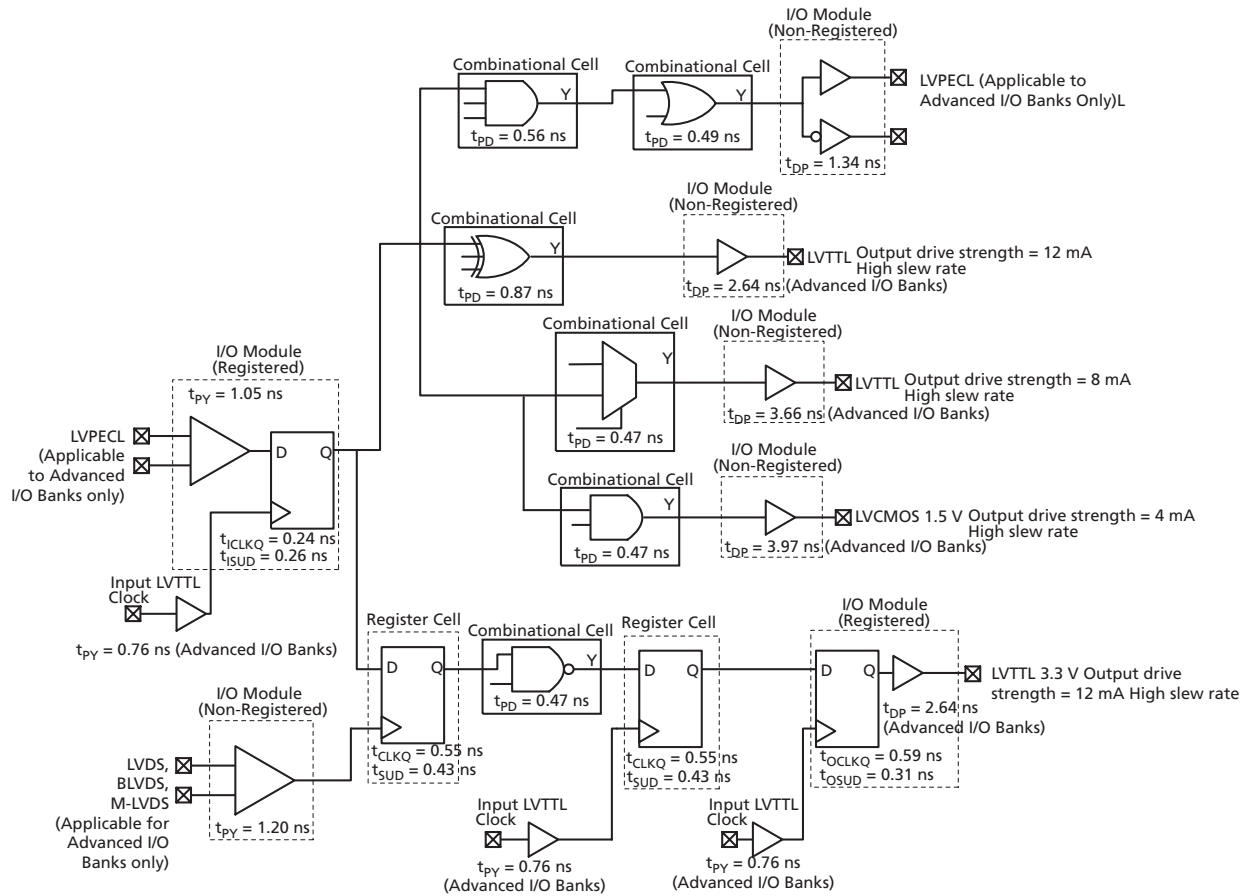 I/O Module
(Non-Registered)
Combinational Cell
Y
tPD = 0.56 ns
Combinational Cell
Y
tPD = 0.49 ns
tDP = 1.34 ns
LVPECL (Applicable to
Advanced I/O Banks Only)L
Combinational Cell
Y
tPD = 0.87 ns
I/O Module
(Non-Registered)
tDP = 2.64 ns (Advanced I/O Banks)
LVTTL Output drive strength = 12 mA
High slew rate
Combinational Cell
Y
tPD = 0.47 ns
I/O Module
(Non-Registered)
tDP = 3.66 ns (Advanced I/O Banks)
LVTTL Output drive strength = 8 mA
High slew rate
Combinational Cell
Y
tPD = 0.47 ns
I/O Module
(Non-Registered)
tDP = 3.97 ns (Advanced I/O Banks)
LVCMOS 1.5 V Output drive strength = 4 mA
High slew rate
I/O Module
(Registered)
tPY = 1.05 ns
LVPECL
(Applicable
to Advanced
I/O Banks only)
D Q
tICLKQ = 0.24 ns
tISUD = 0.26 ns
Input LVTTL
Clock
tPY = 0.76 ns (Advanced I/O Banks)
I/O Module
(Non-Registered)
LVDS,
BLVDS,
M-LVDS
(Applicable for
Advanced I/O
Banks only)
tPY = 1.20 ns
Register Cell
D Q
tCLKQ = 0.55 ns
tSUD = 0.43 ns
Combinational Cell
Y
tPD = 0.47 ns
Register Cell
D Q
tCLKQ = 0.55 ns
tSUD = 0.43 ns
Input LVTTL
Clock
tPY = 0.76 ns
(Advanced I/O Banks)
I/O Module
(Registered)
D Q
tDP = 2.64 ns
(Advanced I/O Banks)
tOCLKQ = 0.59 ns
tOSUD = 0.31 ns
LVTTL 3.3 V Output drive
strength = 12 mA High slew rate
Input LVTTL
Clock
tPY = 0.76 ns
(Advanced I/O Banks)